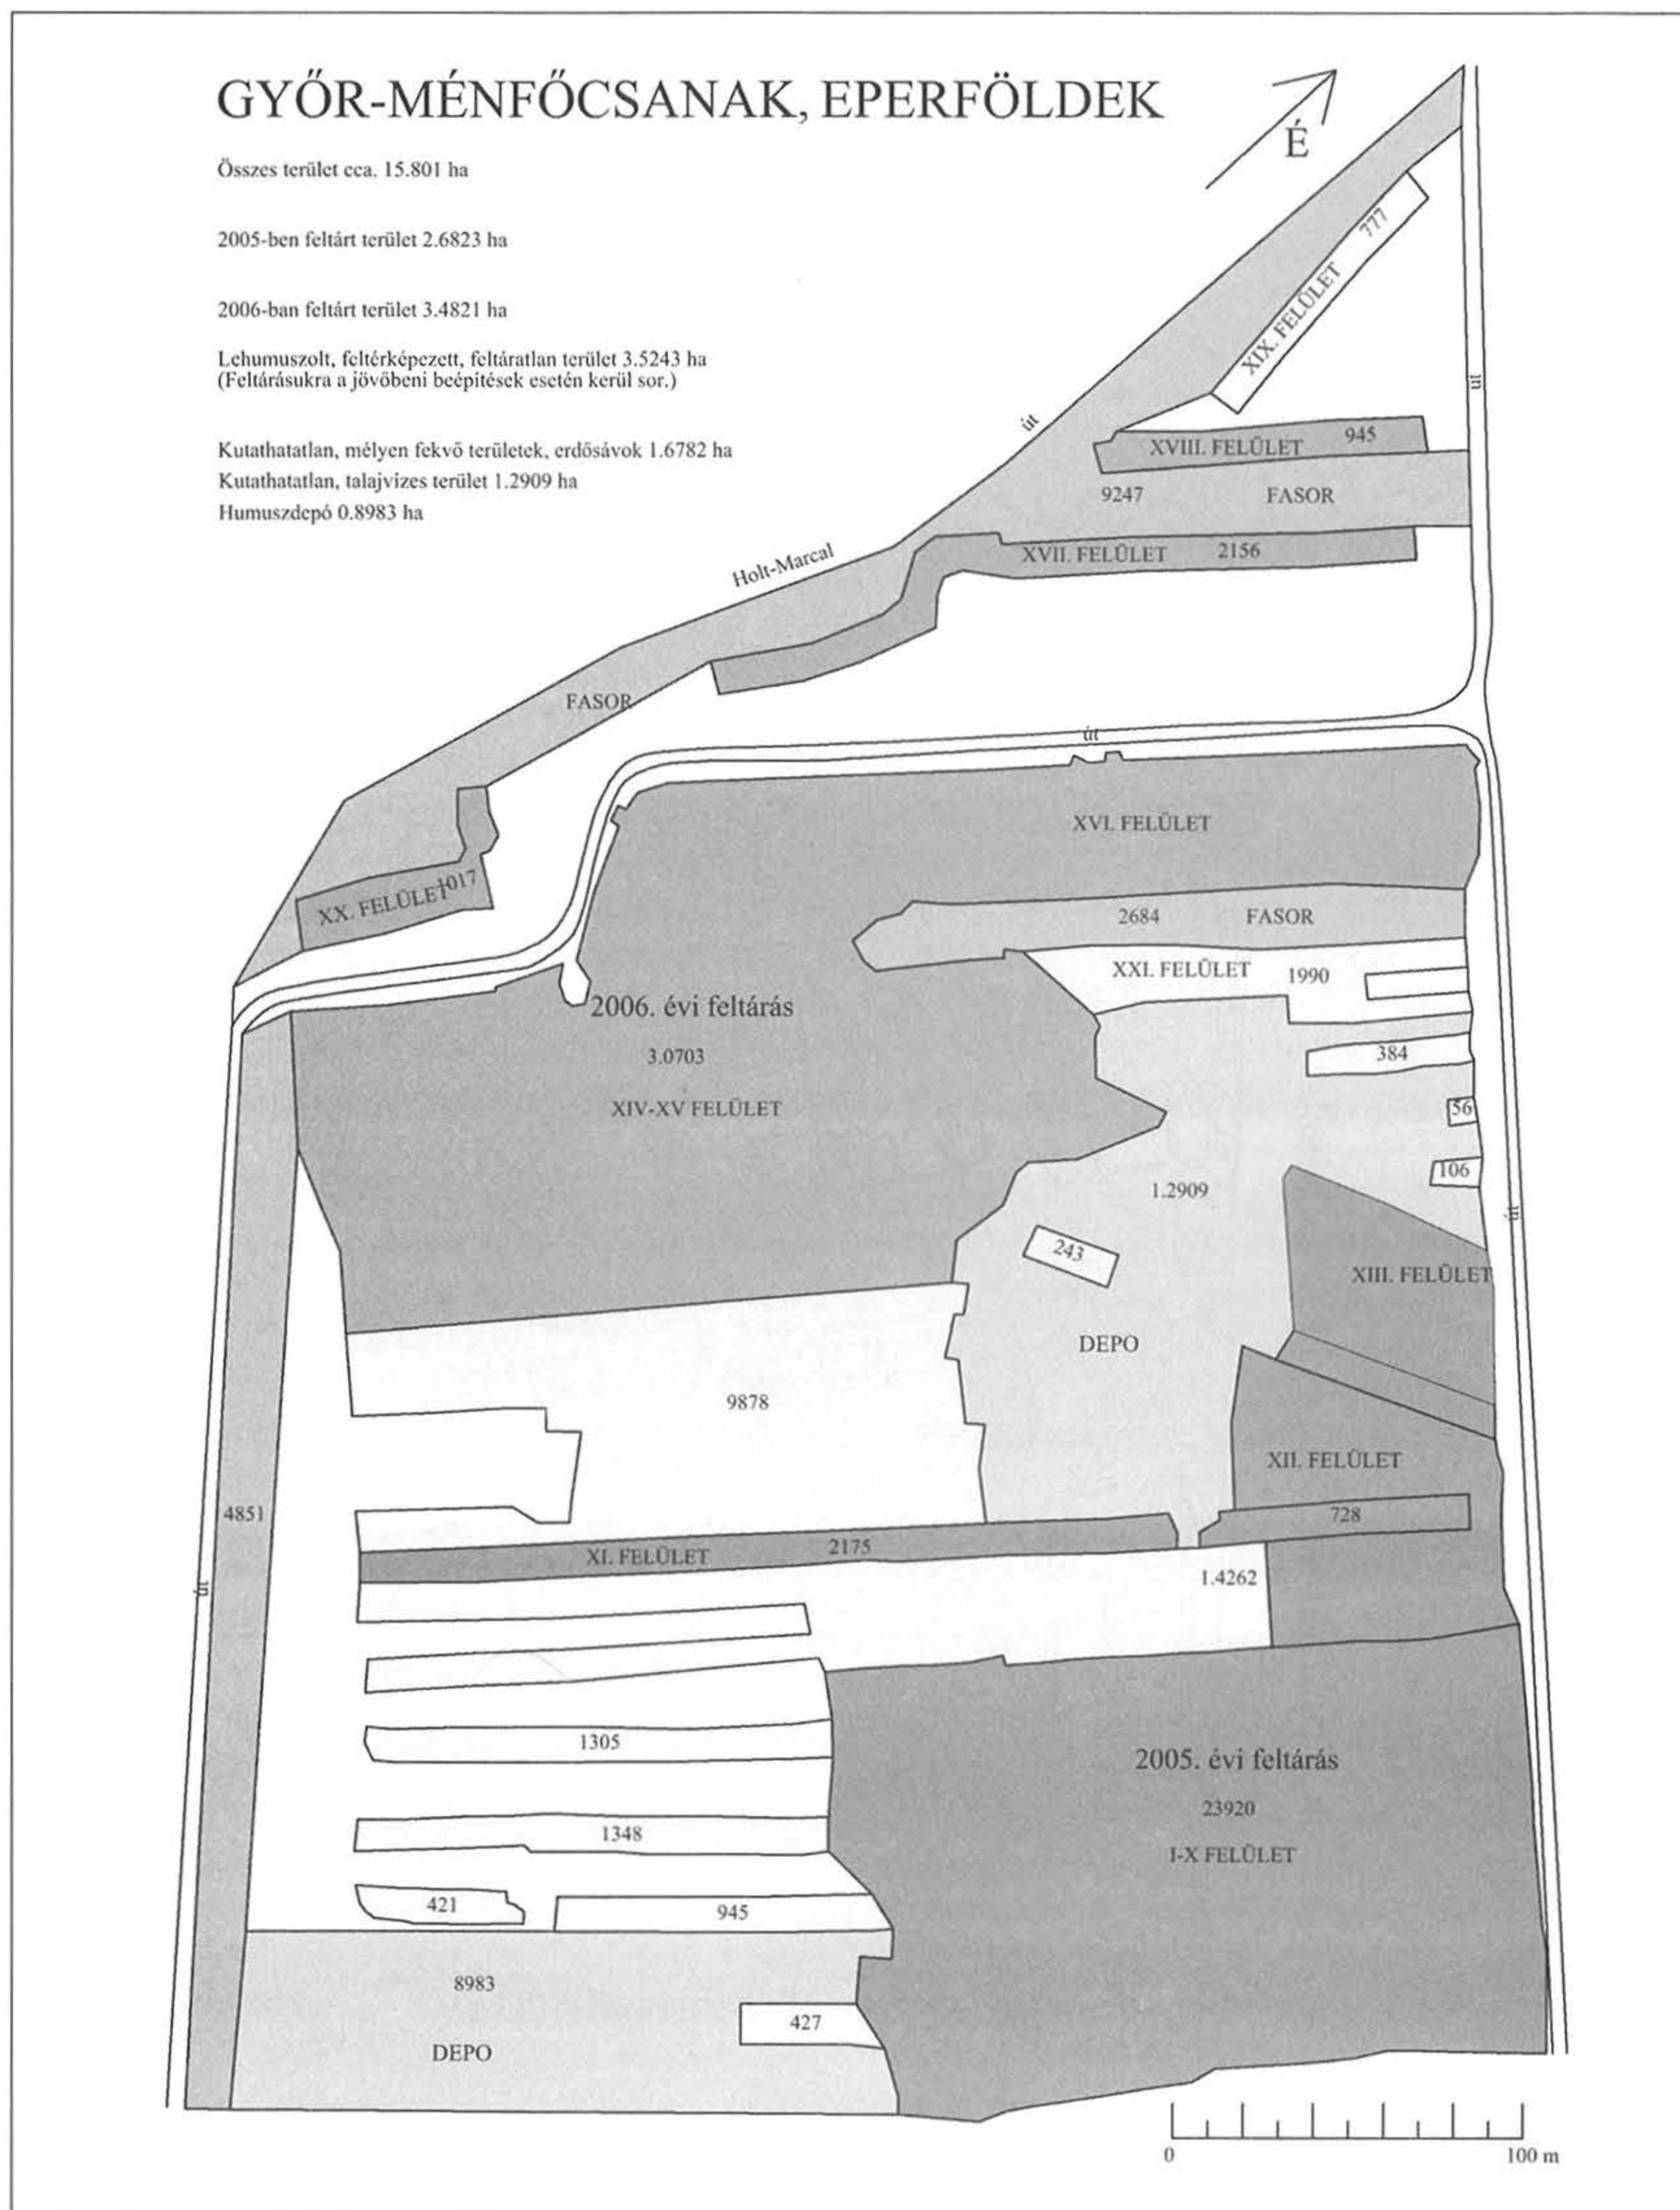 GYŐR-MÉNFŐCSANAK, EPERFÖLDEK
É
Összes terület cca. 15.801 ha
2005-ben feltárt terület 2.6823 ha
2006-ban feltárt terület 3.4821 ha
Lehumuszolt, feltérképezett, feltáratlan terület 3.5243 ha
(Feltárásukra a jövőbeni beépítések esetén kerül sor.)
Kutathatatlan, mélyen fekvő területek, erdősávok 1.6782 ha
Kutathatatlan, talajvizes terület 1.2909 ha
Humuszdepó 0.8983 ha
XIX. FELÜLET 777
út
út
XVIII. FELÜLET 945
9247 FASOR
XVII. FELÜLET 2156
Holt-Marcal
FASOR
út
XVI. FELÜLET
XX. FELÜLET 1017
2684 FASOR
XXI. FELÜLET 1990
2006. évi feltárás
3.0703
XIV-XV FELÜLET
384
56
106
1.2909
út
243
XIII. FELÜLET
DEPO
9878
XII. FELÜLET
4851
728
XI. FELÜLET 2175
1.4262
út
1305
2005. évi feltárás
23920
I-X FELÜLET
1348
421
945
8983
427
DEPO
0 100 m